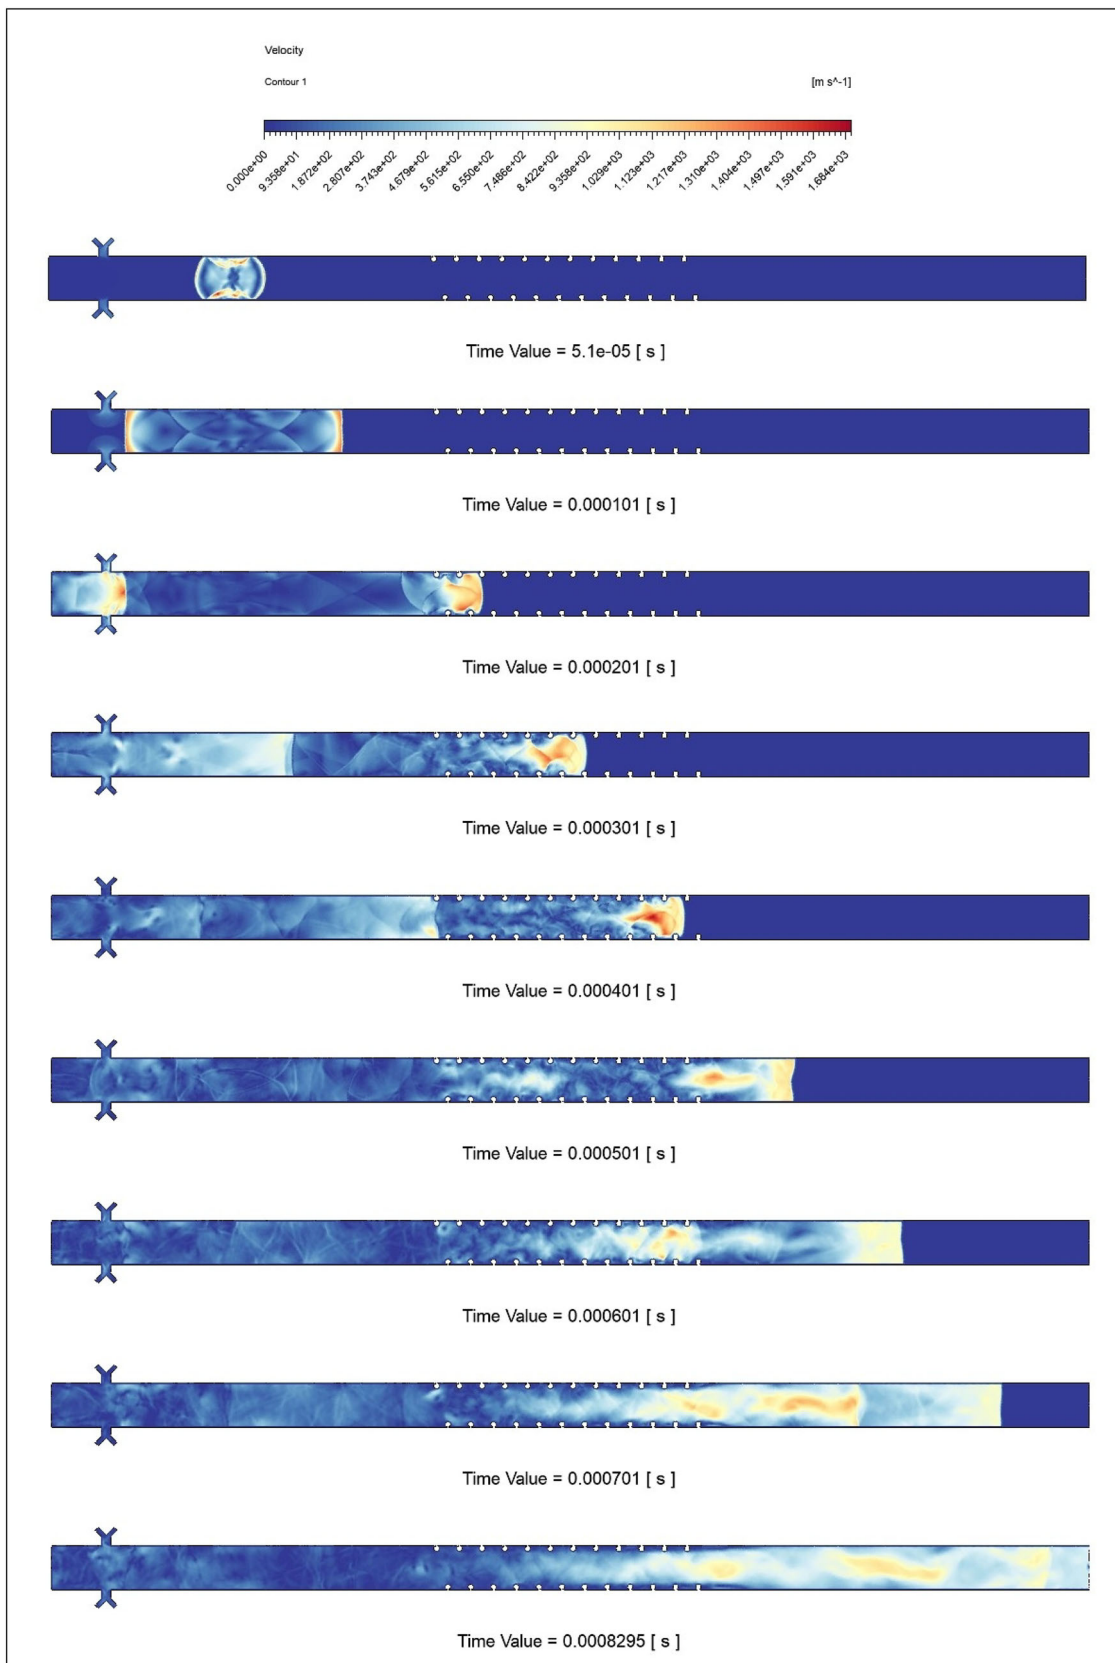 Velocity
Contour 1
[m s^-1]
0.000e+00
9.358e+01
1.872e+02
2.807e+02
3.743e+02
4.679e+02
5.615e+02
6.550e+02
7.486e+02
8.422e+02
9.358e+02
1.029e+03
1.123e+03
1.217e+03
1.310e+03
1.404e+03
1.497e+03
1.591e+03
1.684e+03
Time Value = 5.1e-05 [ s ]
Time Value = 0.000101 [ s ]
Time Value = 0.000201 [ s ]
Time Value = 0.000301 [ s ]
Time Value = 0.000401 [ s ]
Time Value = 0.000501 [ s ]
Time Value = 0.000601 [ s ]
Time Value = 0.000701 [ s ]
Time Value = 0.0008295 [ s ]